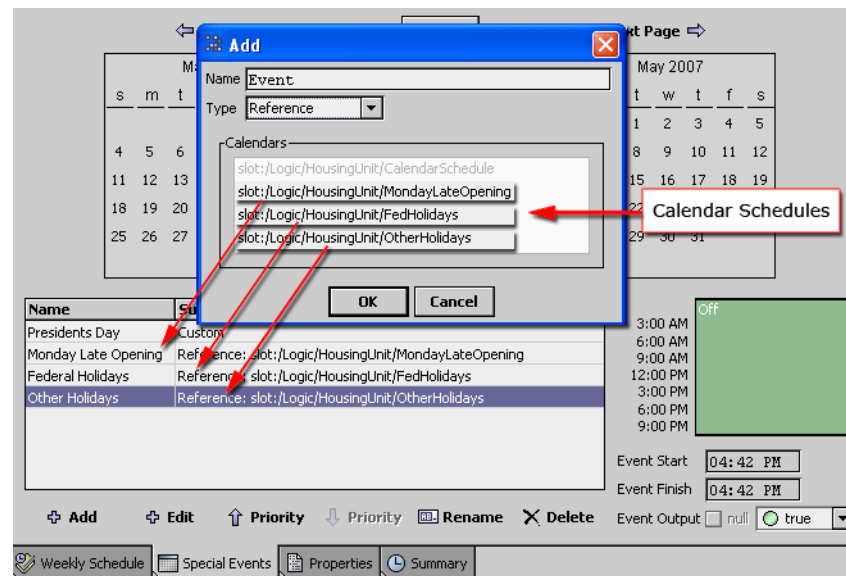 xt Page
Add
Name Event
Type Reference
May 2007
s m t
t w t f s
1 2 3 4 5
4 5 6
8 9 10 11 12
11 12 13
15 16 17 18 19
18 19 20
22
25 26 27
29 30 31
Calendars
slot:/Logic/HousingUnit/CalendarSchedule
slot:/Logic/HousingUnit/MondayLateOpening
slot:/Logic/HousingUnit/FedHolidays
slot:/Logic/HousingUnit/OtherHolidays
Calendar Schedules
OK Cancel
Name Su
Presidents Day Custom
Monday Late Opening Reference: slot:/Logic/HousingUnit/MondayLateOpening
Federal Holidays Reference: slot:/Logic/HousingUnit/FedHolidays
Other Holidays Reference: slot:/Logic/HousingUnit/OtherHolidays
Off
3:00 AM
6:00 AM
9:00 AM
12:00 PM
3:00 PM
6:00 PM
9:00 PM
Event Start 04:42 PM
Event Finish 04:42 PM
Event Output null true
Add Edit Priority Priority Rename Delete
Weekly Schedule Special Events Properties Summary